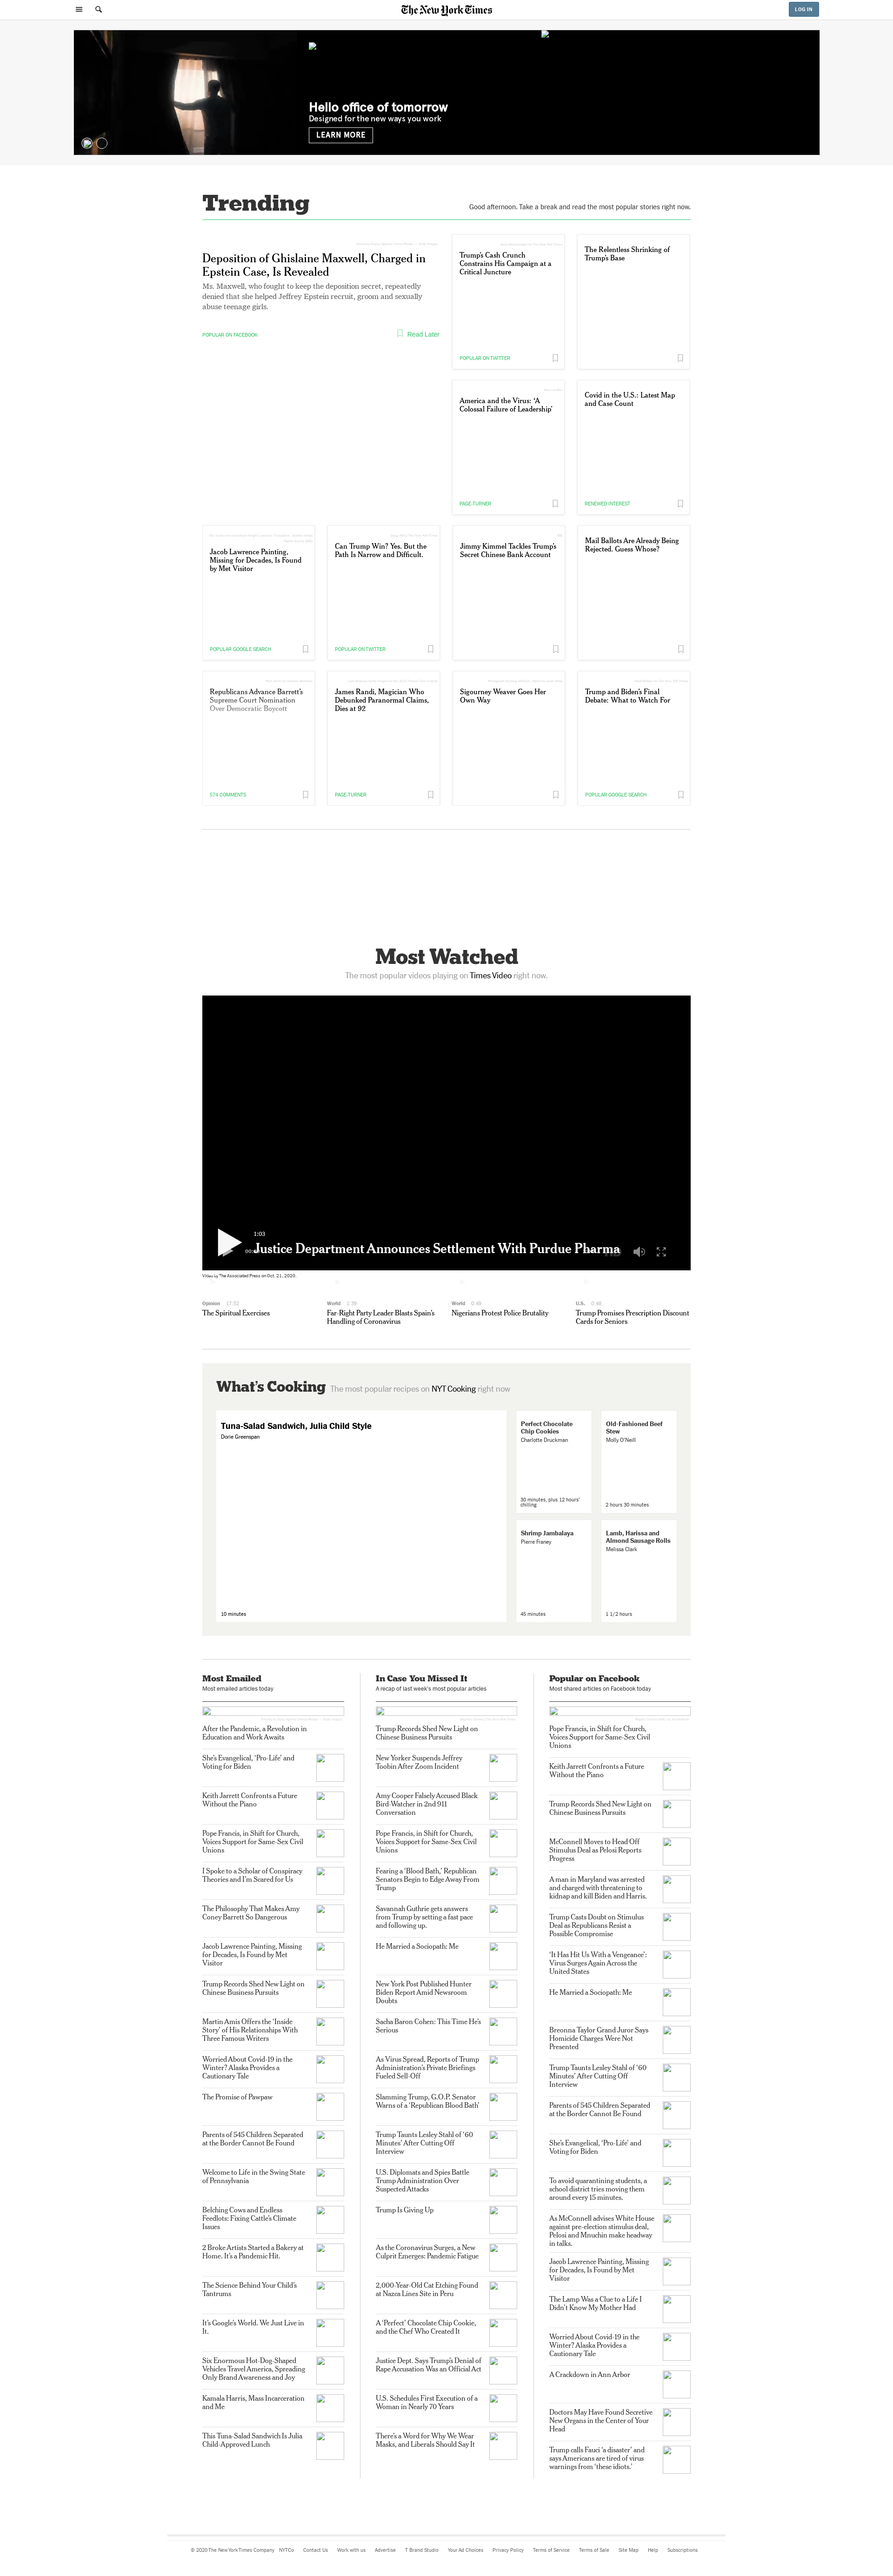 The New York Times
LOG IN
Hello office of tomorrow
Designed for the new ways you work
LEARN MORE
Trending
Good afternoon. Take a break and read the most popular stories right now.
Deposition of Ghislaine Maxwell, Charged in
Epstein Case, Is Revealed
Ms. Maxwell, who fought to keep the deposition secret, repeatedly
denied that she helped Jeffrey Epstein recruit, groom and sexually
abuse teenage girls.
POPULAR ON FACEBOOK
Read Later
Trump's Cash Crunch
Constrains His Campaign at a
Critical Juncture
POPULAR ON TWITTER
The Relentless Shrinking of
Trump's Base
America and the Virus: 'A
Colossal Failure of Leadership'
PAGE-TURNER
Covid in the U.S.: Latest Map
and Case Count
RENEWED INTEREST
Jacob Lawrence Painting,
Missing for Decades, Is Found
by Met Visitor
POPULAR GOOGLE SEARCH
Can Trump Win? Yes. But the
Path Is Narrow and Difficult.
POPULAR ON TWITTER
Jimmy Kimmel Tackles Trump's
Secret Chinese Bank Account
Mail Ballots Are Already Being
Rejected. Guess Whose?
Republicans Advance Barrett's
Supreme Court Nomination
Over Democratic Boycott
574 COMMENTS
James Randi, Magician Who
Debunked Paranormal Claims,
Dies at 92
PAGE-TURNER
Sigourney Weaver Goes Her
Own Way
Trump and Biden's Final
Debate: What to Watch For
POPULAR GOOGLE SEARCH
Most Watched
The most popular videos playing on Times Video right now.
1:03
Justice Department Announces Settlement With Purdue Pharma
Video by The Associated Press on Oct. 21, 2020.
Opinion 17:52
The Spiritual Exercises
World 1:39
Far-Right Party Leader Blasts Spain's
Handling of Coronavirus
World 0:48
Nigerians Protest Police Brutality
U.S. 0:48
Trump Promises Prescription Discount
Cards for Seniors
What's Cooking The most popular recipes on NYT Cooking right now
Tuna-Salad Sandwich, Julia Child Style
Dorie Greenspan
10 minutes
Perfect Chocolate
Chip Cookies
Charlotte Druckman
30 minutes, plus 12 hours'
chilling
Old-Fashioned Beef
Stew
Molly O'Neill
2 hours 30 minutes
Shrimp Jambalaya
Pierre Franey
45 minutes
Lamb, Harissa and
Almond Sausage Rolls
Melissa Clark
1 1/2 hours
Most Emailed
Most emailed articles today
After the Pandemic, a Revolution in
Education and Work Awaits
She's Evangelical, 'Pro-Life' and
Voting for Biden
Keith Jarrett Confronts a Future
Without the Piano
Pope Francis, in Shift for Church,
Voices Support for Same-Sex Civil
Unions
I Spoke to a Scholar of Conspiracy
Theories and I'm Scared for Us
The Philosophy That Makes Amy
Coney Barrett So Dangerous
Jacob Lawrence Painting, Missing
for Decades, Is Found by Met
Visitor
Trump Records Shed New Light on
Chinese Business Pursuits
Martin Amis Offers the 'Inside
Story' of His Relationships With
Three Famous Writers
Worried About Covid-19 in the
Winter? Alaska Provides a
Cautionary Tale
The Promise of Pawpaw
Parents of 545 Children Separated
at the Border Cannot Be Found
Welcome to Life in the Swing State
of Pennsylvania
Belching Cows and Endless
Feedlots: Fixing Cattle's Climate
Issues
2 Broke Artists Started a Bakery at
Home. It's a Pandemic Hit.
The Science Behind Your Child's
Tantrums
It's Google's World. We Just Live in
It.
Six Enormous Hot-Dog-Shaped
Vehicles Travel America, Spreading
Only Brand Awareness and Joy
Kamala Harris, Mass Incarceration
and Me
This Tuna-Salad Sandwich Is Julia
Child-Approved Lunch
In Case You Missed It
A recap of last week's most popular articles
Trump Records Shed New Light on
Chinese Business Pursuits
New Yorker Suspends Jeffrey
Toobin After Zoom Incident
Amy Cooper Falsely Accused Black
Bird-Watcher in 2nd 911
Conversation
Pope Francis, in Shift for Church,
Voices Support for Same-Sex Civil
Unions
Fearing a 'Blood Bath,' Republican
Senators Begin to Edge Away From
Trump
Savannah Guthrie gets answers
from Trump by setting a fast pace
and following up.
He Married a Sociopath: Me
New York Post Published Hunter
Biden Report Amid Newsroom
Doubts
Sacha Baron Cohen: This Time He's
Serious
As Virus Spread, Reports of Trump
Administration's Private Briefings
Fueled Sell-Off
Slamming Trump, G.O.P. Senator
Warns of a 'Republican Blood Bath'
Trump Taunts Lesley Stahl of '60
Minutes' After Cutting Off
Interview
U.S. Diplomats and Spies Battle
Trump Administration Over
Suspected Attacks
Trump Is Giving Up
As the Coronavirus Surges, a New
Culprit Emerges: Pandemic Fatigue
2,000-Year-Old Cat Etching Found
at Nazca Lines Site in Peru
A 'Perfect' Chocolate Chip Cookie,
and the Chef Who Created It
Justice Dept. Says Trump's Denial of
Rape Accusation Was an Official Act
U.S. Schedules First Execution of a
Woman in Nearly 70 Years
There's a Word for Why We Wear
Masks, and Liberals Should Say It
Popular on Facebook
Most shared articles on Facebook today
Pope Francis, in Shift for Church,
Voices Support for Same-Sex Civil
Unions
Keith Jarrett Confronts a Future
Without the Piano
Trump Records Shed New Light on
Chinese Business Pursuits
McConnell Moves to Head Off
Stimulus Deal as Pelosi Reports
Progress
A man in Maryland was arrested
and charged with threatening to
kidnap and kill Biden and Harris.
Trump Casts Doubt on Stimulus
Deal as Republicans Resist a
Possible Compromise
'It Has Hit Us With a Vengeance':
Virus Surges Again Across the
United States
He Married a Sociopath: Me
Breonna Taylor Grand Juror Says
Homicide Charges Were Not
Presented
Trump Taunts Lesley Stahl of '60
Minutes' After Cutting Off
Interview
Parents of 545 Children Separated
at the Border Cannot Be Found
She's Evangelical, 'Pro-Life' and
Voting for Biden
To avoid quarantining students, a
school district tries moving them
around every 15 minutes.
As McConnell advises White House
against pre-election stimulus deal,
Pelosi and Mnuchin make headway
in talks.
Jacob Lawrence Painting, Missing
for Decades, Is Found by Met
Visitor
The Lamp Was a Clue to a Life I
Didn't Know My Mother Had
Worried About Covid-19 in the
Winter? Alaska Provides a
Cautionary Tale
A Crackdown in Ann Arbor
Doctors May Have Found Secretive
New Organs in the Center of Your
Head
Trump calls Fauci 'a disaster' and
says Americans are tired of virus
warnings from 'these idiots.'
© 2020 The New York Times Company NYTCo Contact Us Work with us Advertise T Brand Studio Your Ad Choices Privacy Policy Terms of Service Terms of Sale Site Map Help Subscriptions